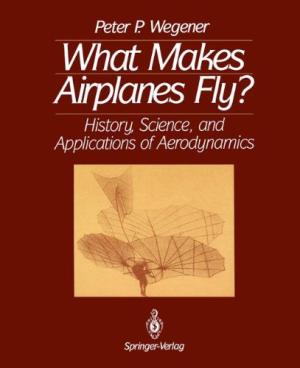 Peter P. Wegener
What Makes
Airplanes Fly?
History, Science, and
Applications of Aerodynamics
Springer-Verlag